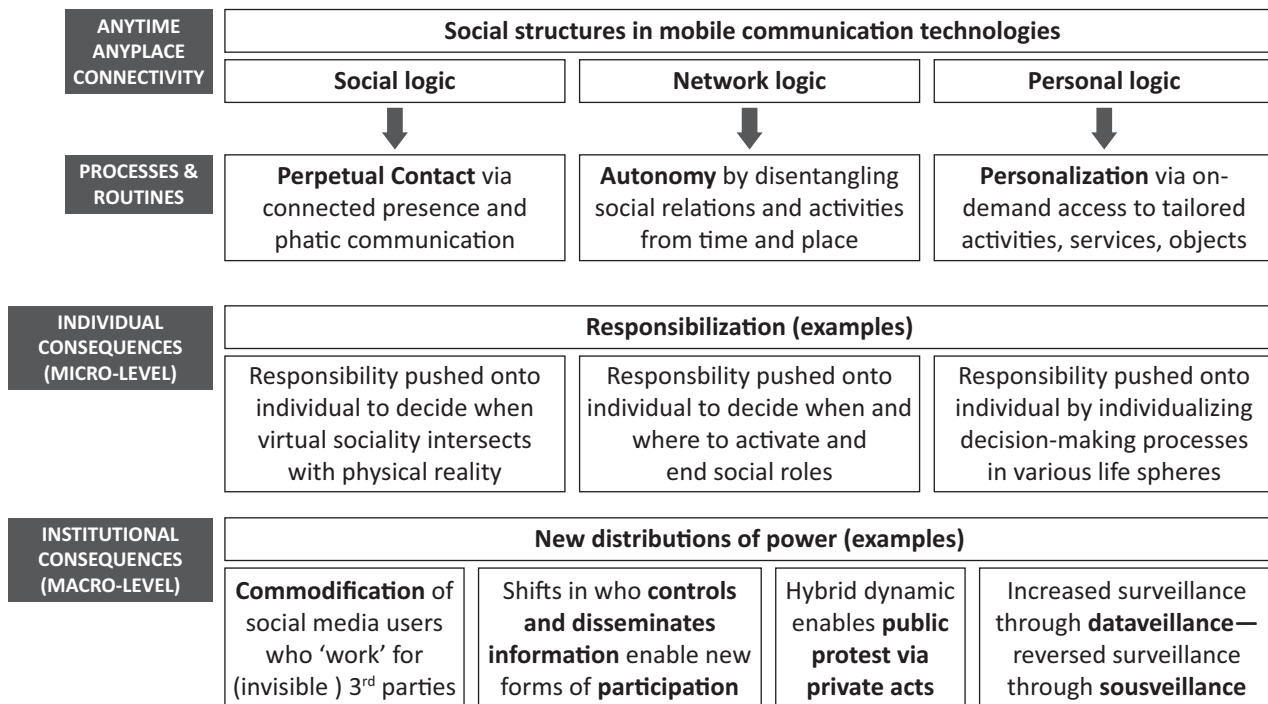 ANYTIME
ANYPLACE
CONNECTIVITY
Social structures in mobile communication technologies
Social logic
Network logic
Personal logic
PROCESSES &
ROUTINES
Perpetual Contact via
connected presence and
phatic communication
Autonomy by disentangling
social relations and activities
from time and place
Personalization via on-
demand access to tailored
activities, services, objects
INDIVIDUAL
CONSEQUENCES
(MICRO-LEVEL)
Responsibilization (examples)
Responsibility pushed onto
individual to decide when
virtual sociality intersects
with physical reality
Responsbility pushed onto
individual to decide when and
where to activate and
end social roles
Responsibility pushed onto
individual by individualizing
decision-making processes
in various life spheres
INSTITUTIONAL
CONSEQUENCES
(MACRO-LEVEL)
New distributions of power (examples)
Commodification of
social media users
who ‘work’ for
(invisible ) 3rd parties
Shifts in who controls
and disseminates
information enable new
forms of participation
Hybrid dynamic
enables public
protest via
private acts
Increased surveillance
through dataveillance—
reversed surveillance
through sousveillance